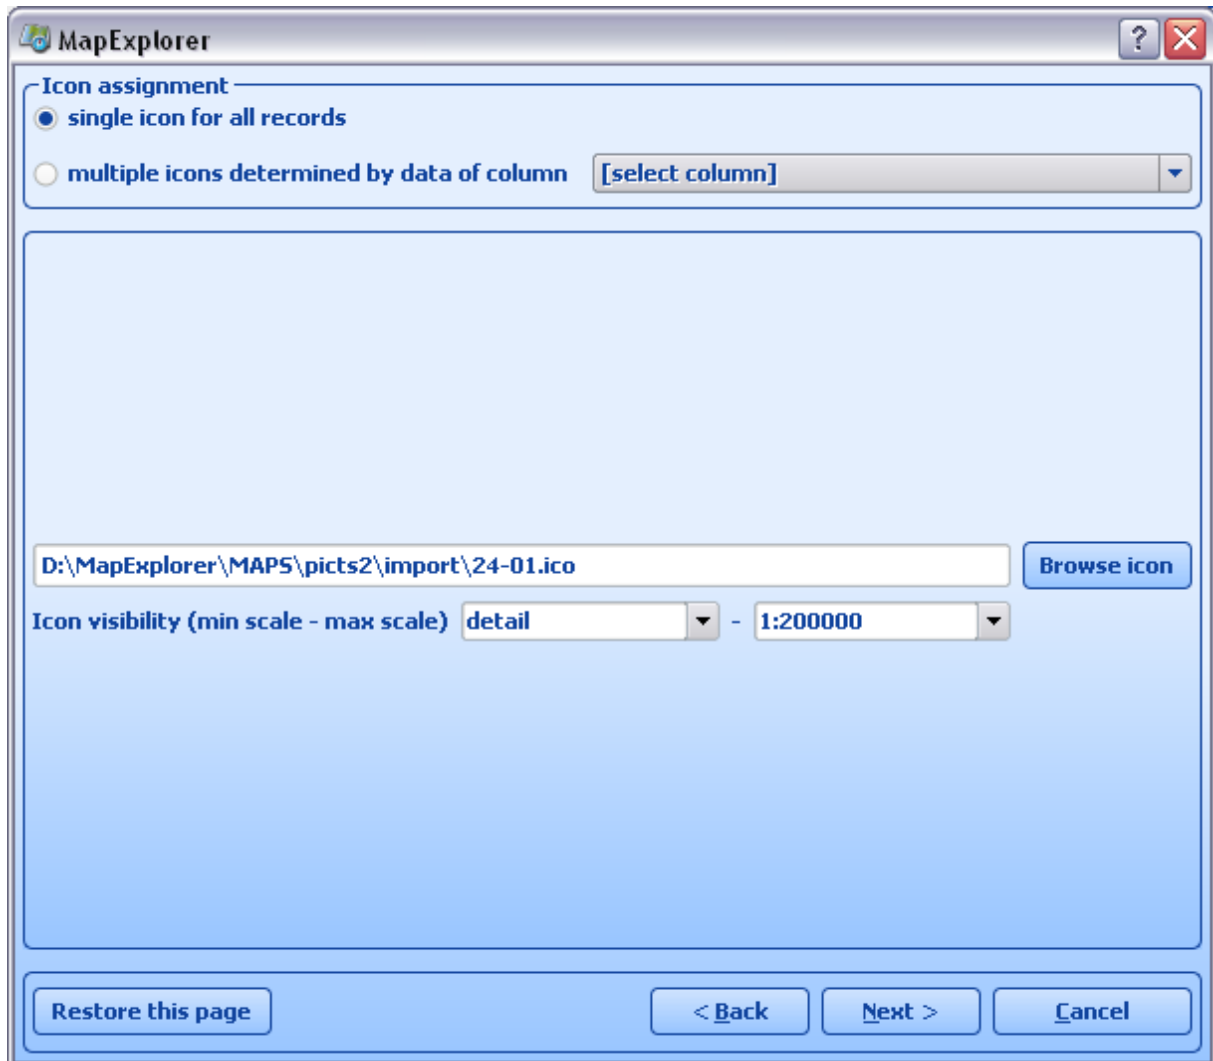 MapExplorer
Icon assignment
single icon for all records
multiple icons determined by data of column [select column]
D:\MapExplorer\MAPS\picts2\import\24-01.ico Browse icon
Icon visibility (min scale - max scale) detail - 1:200000
Restore this page < Back Next > Cancel